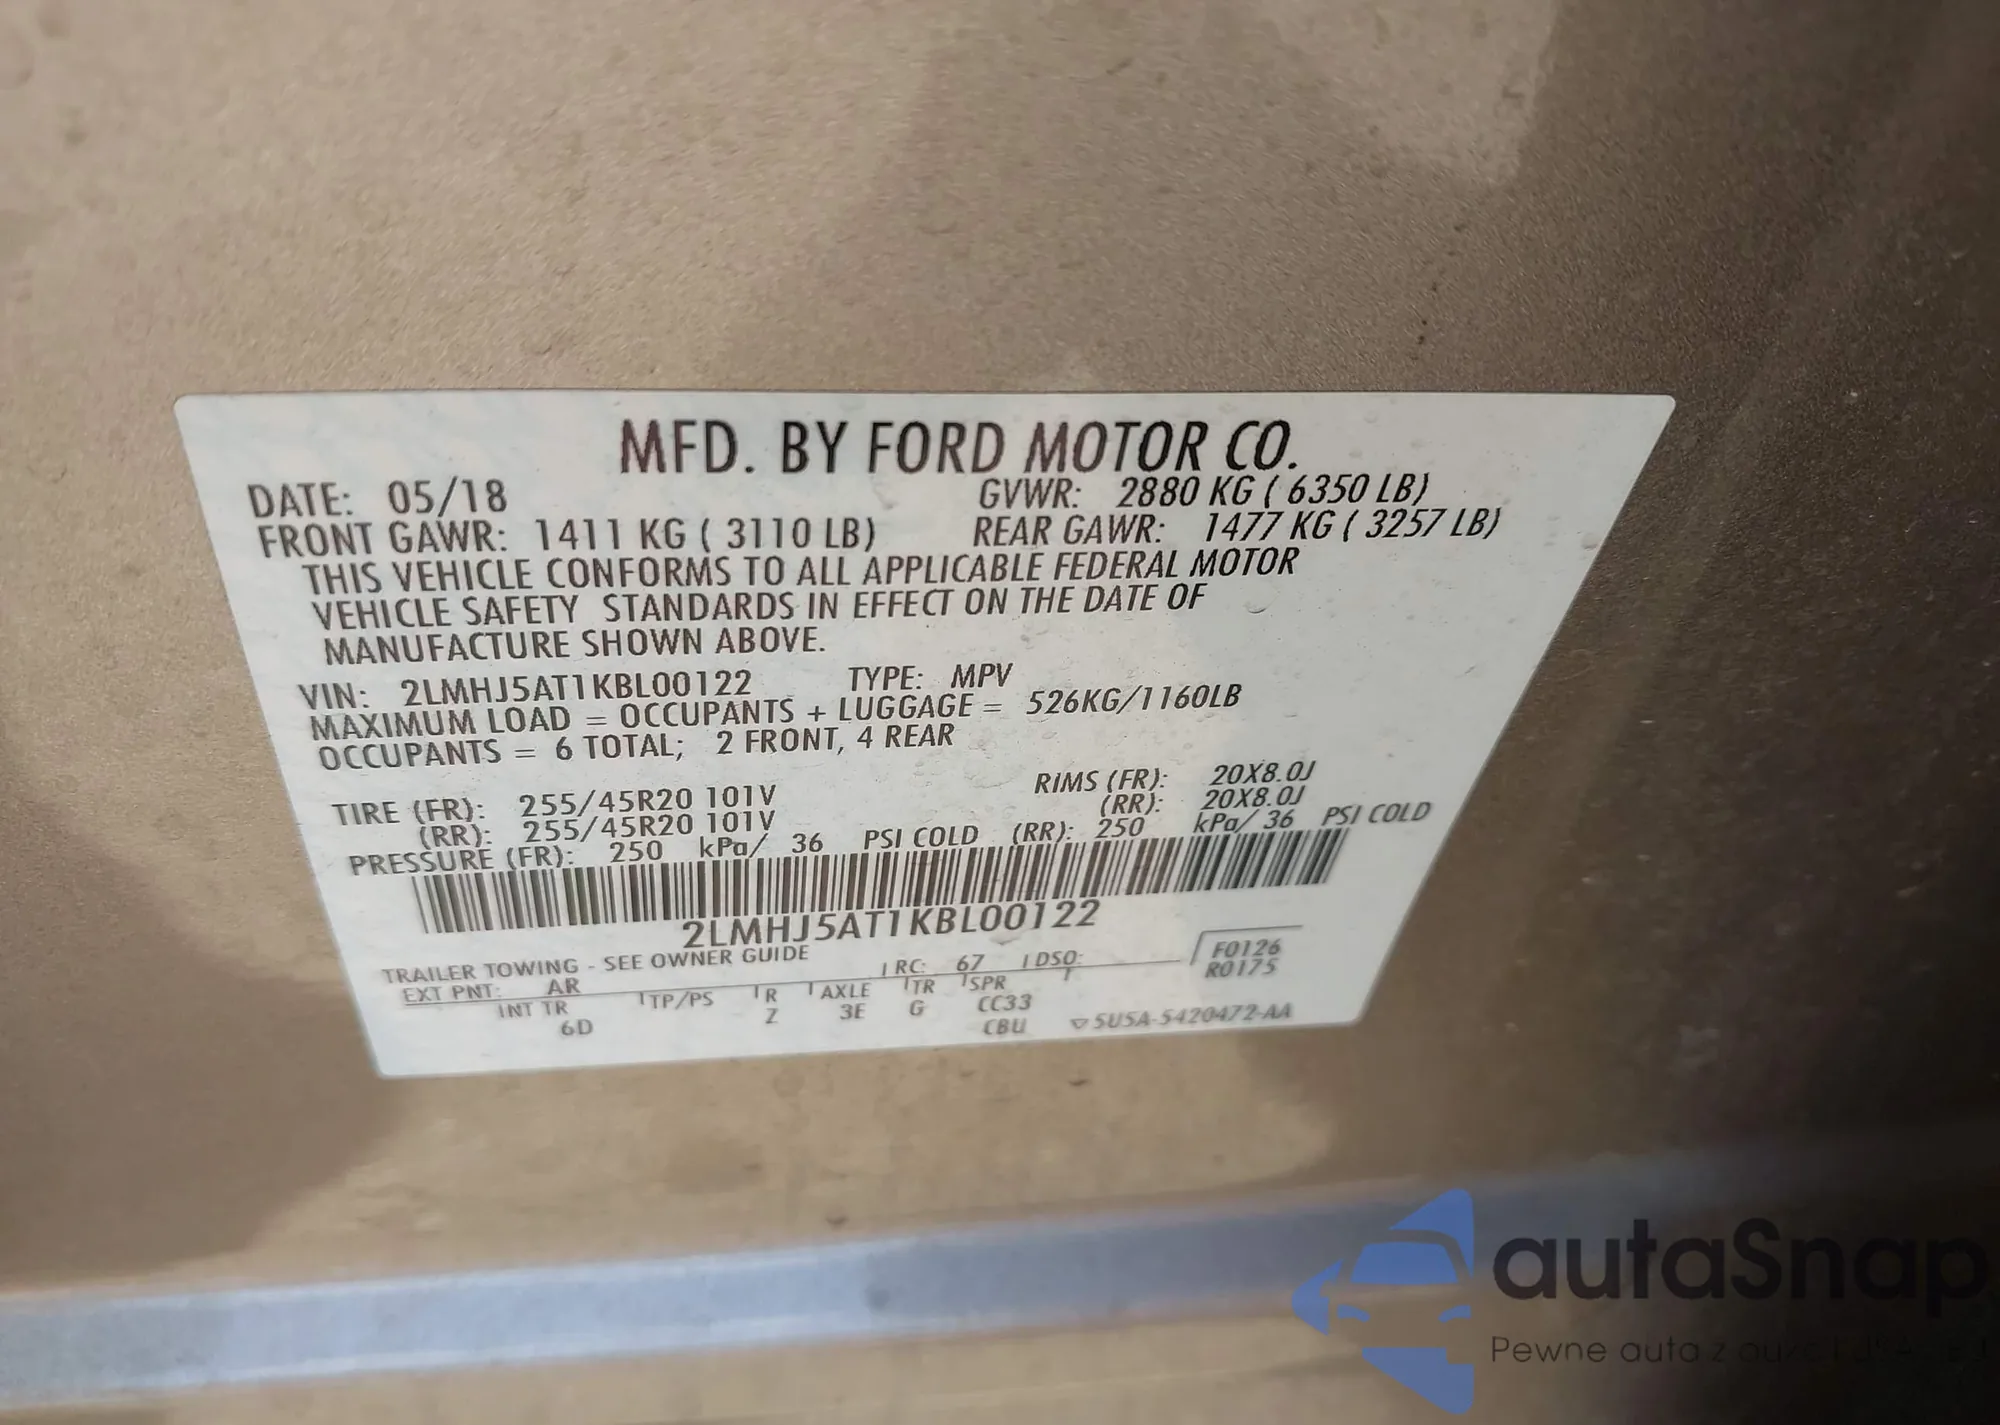 MFD. BY FORD MOTOR CO.
DATE: 05/18 GVWR: 2880 KG ( 6350 LB)
FRONT GAWR: 1411 KG ( 3110 LB) REAR GAWR: 1477 KG ( 3257 LB)
THIS VEHICLE CONFORMS TO ALL APPLICABLE FEDERAL MOTOR
VEHICLE SAFETY STANDARDS IN EFFECT ON THE DATE OF
MANUFACTURE SHOWN ABOVE.
VIN: 2LMHJ5AT1KBL00122 TYPE: MPV
MAXIMUM LOAD = OCCUPANTS + LUGGAGE = 526KG/1160LB
OCCUPANTS = 6 TOTAL; 2 FRONT, 4 REAR
TIRE (FR): 255/45R20 101V RIMS (FR): 20X8.0J
(RR): 255/45R20 101V (RR): 20X8.0J
PRESSURE (FR): 250 kPa/ 36 PSI COLD (RR): 250 kPa/ 36 PSI COLD
2LMHJ5AT1KBL00122
TRAILER TOWING - SEE OWNER GUIDE
F0126
R0175
EXT PNT: AR RC: 67 DSO:
INT TR TP/PS R AXLE TR SPR T
6D Z 3E G CC33
CBU 5U5A-5420472-AA
autaSnap
Pewne auta z